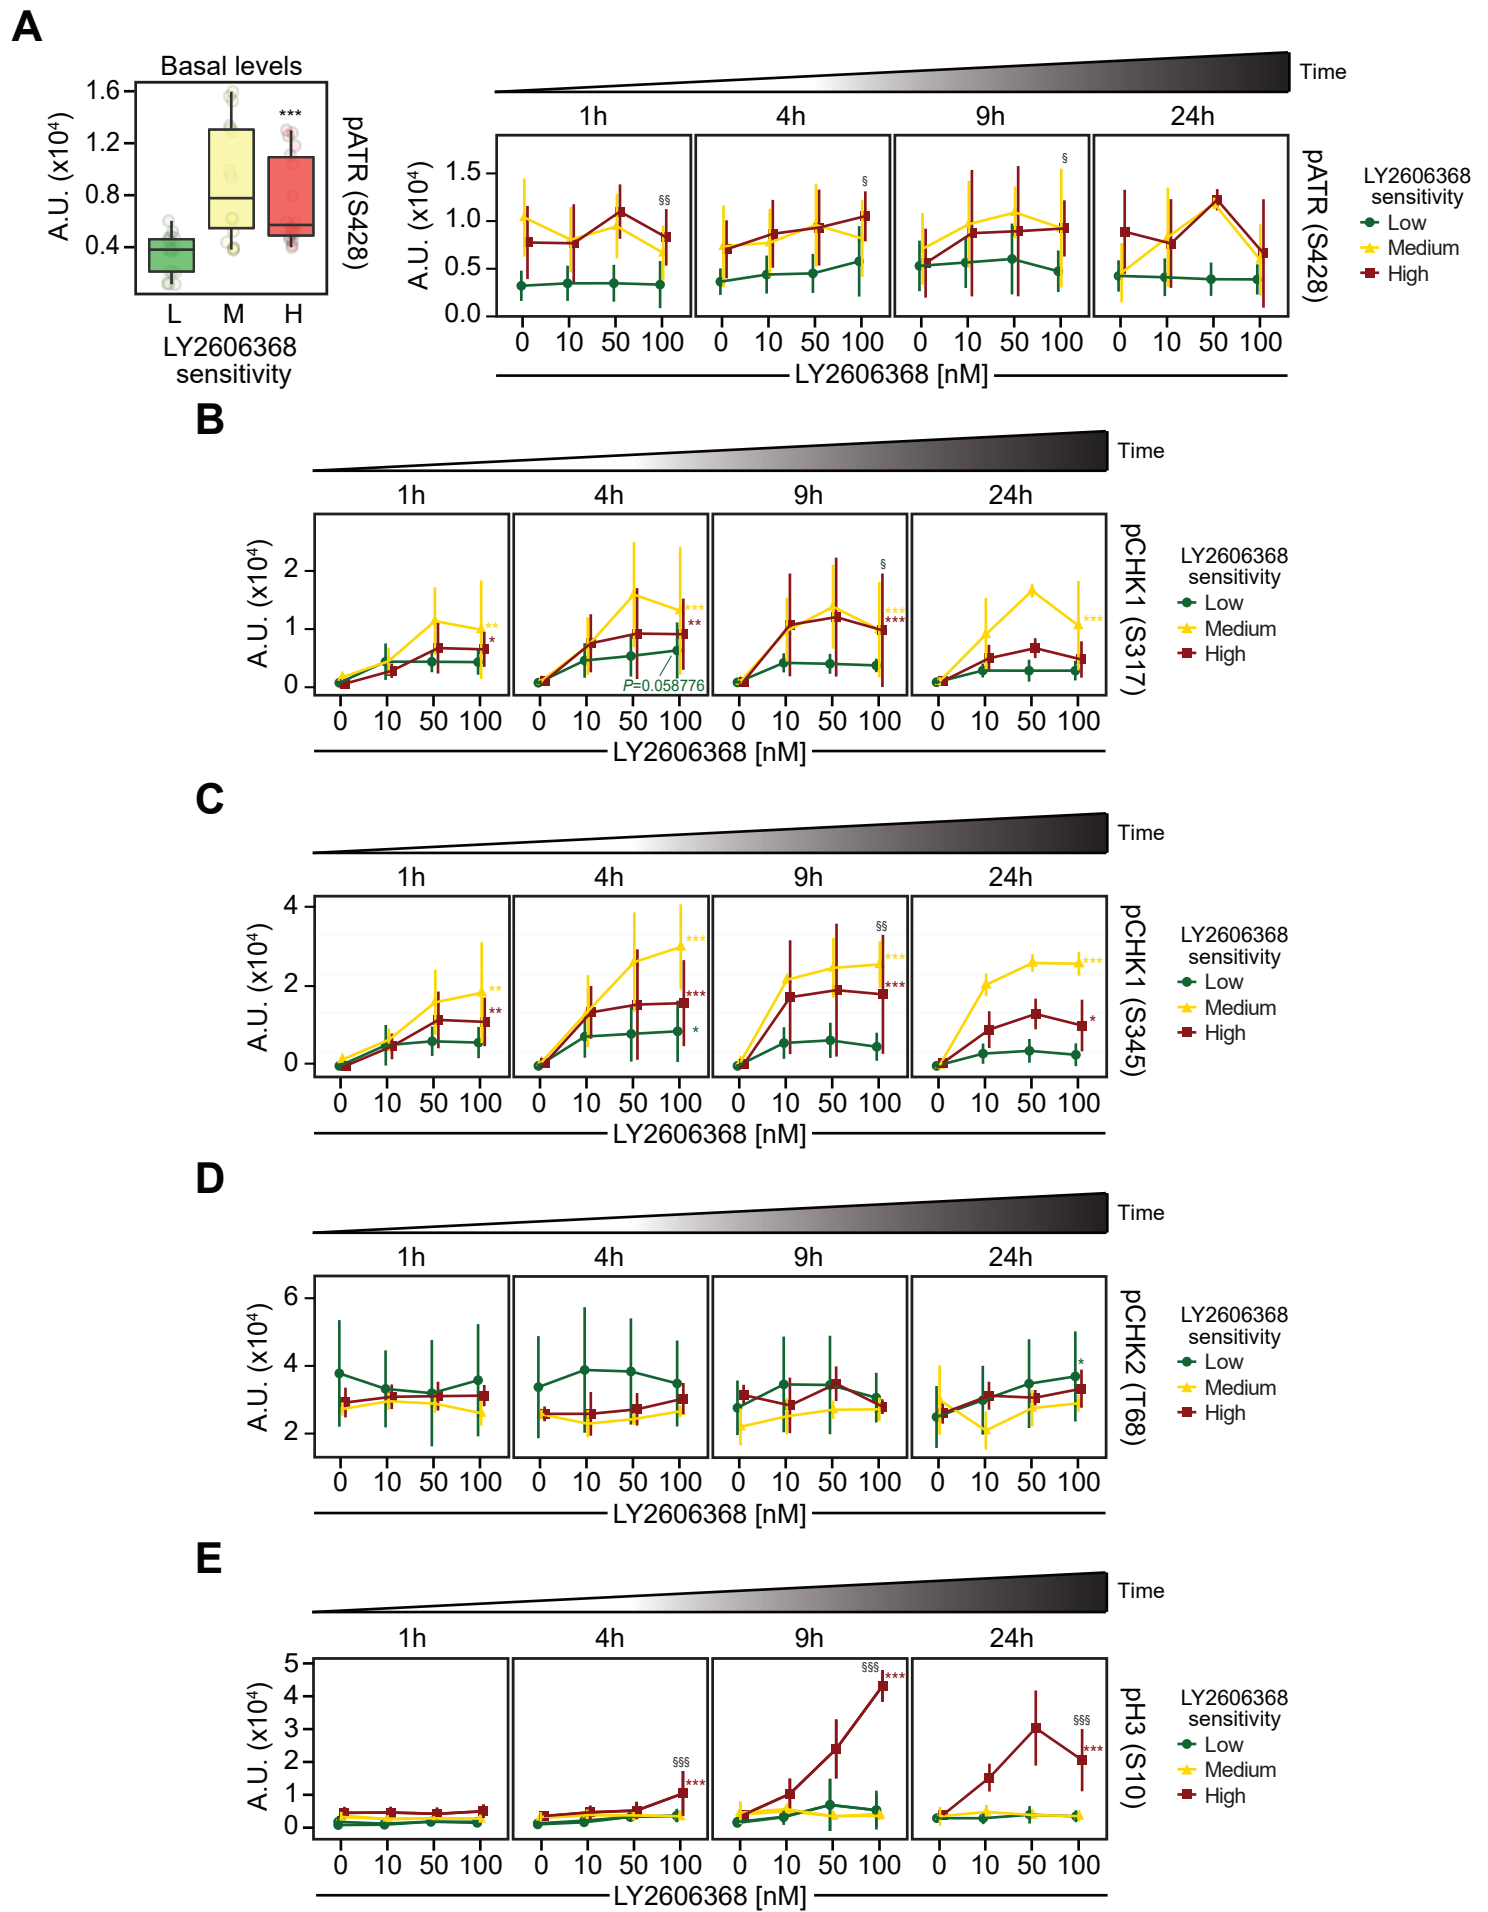 A
Basal levels
A.U. (x10⁴)
1.6
1.2
0.8
0.4
***
pATR (S428)
L M H
LY2606368
sensitivity
Time
1h 4h 9h 24h
A.U. (x10⁴)
1.5
1.0
0.5
0.0
§§ § §
pATR (S428)
LY2606368
sensitivity
Low
Medium
High
0 10 50 100 0 10 50 100 0 10 50 100 0 10 50 100
LY2606368 [nM]
B
Time
1h 4h 9h 24h
A.U. (x10⁴)
2
1
0
**
*
***
**
P=0.058776
§
***
***
***
pCHK1 (S317)
LY2606368
sensitivity
Low
Medium
High
0 10 50 100 0 10 50 100 0 10 50 100 0 10 50 100
LY2606368 [nM]
C
Time
1h 4h 9h 24h
A.U. (x10⁴)
4
2
0
**
**
***
***
*
§§
***
***
***
*
pCHK1 (S345)
LY2606368
sensitivity
Low
Medium
High
0 10 50 100 0 10 50 100 0 10 50 100 0 10 50 100
LY2606368 [nM]
D
Time
1h 4h 9h 24h
A.U. (x10⁴)
6
4
2
*
pCHK2 (T68)
LY2606368
sensitivity
Low
Medium
High
0 10 50 100 0 10 50 100 0 10 50 100 0 10 50 100
LY2606368 [nM]
E
Time
1h 4h 9h 24h
A.U. (x10⁴)
5
4
3
2
1
0
§§§
***
§§§
***
§§§
***
pH3 (S10)
LY2606368
sensitivity
Low
Medium
High
0 10 50 100 0 10 50 100 0 10 50 100 0 10 50 100
LY2606368 [nM]